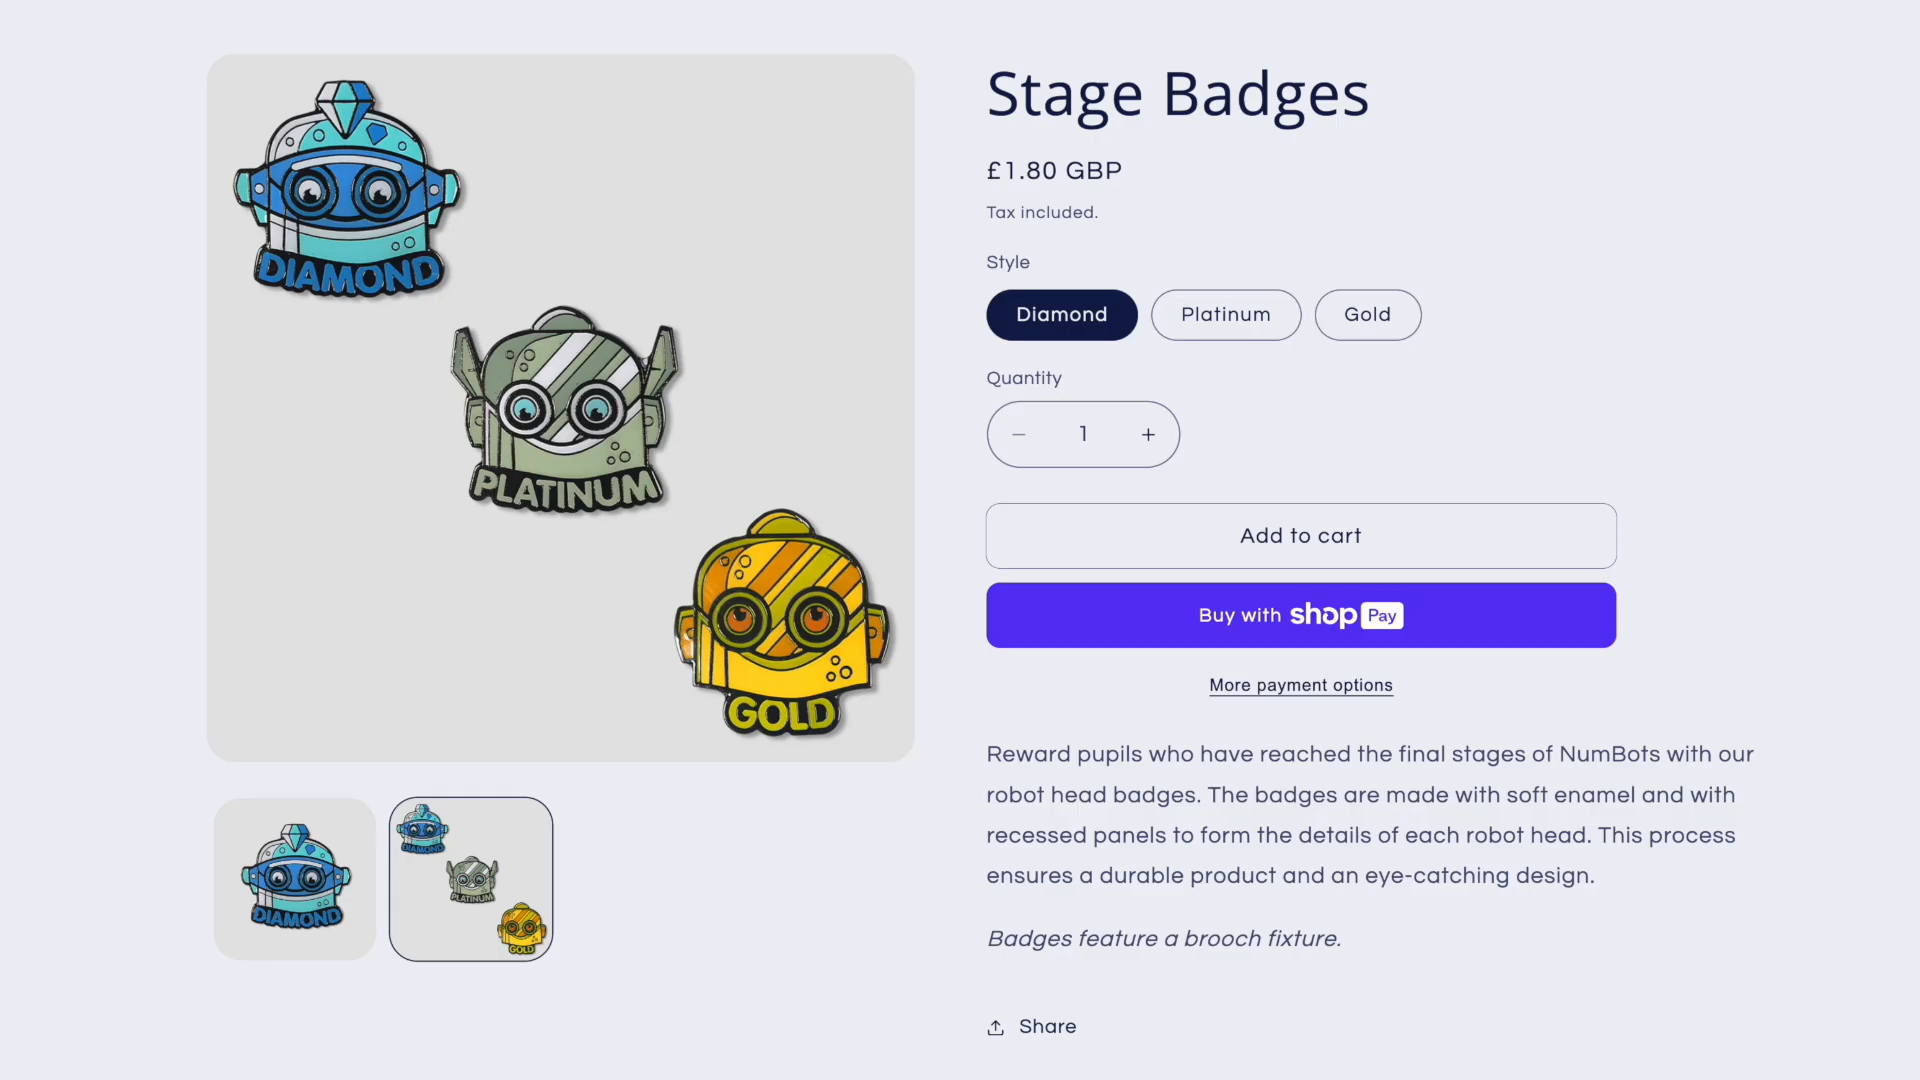 Stage Badges
£1.80 GBP
Tax included.
Style
Diamond Platinum Gold
Quantity
− 1 +
Add to cart
Buy with shop Pay
More payment options
Reward pupils who have reached the final stages of NumBots with our
robot head badges. The badges are made with soft enamel and with
recessed panels to form the details of each robot head. This process
ensures a durable product and an eye-catching design.
Badges feature a brooch fixture.
Share
DIAMOND
PLATINUM
GOLD
DIAMOND
DIAMOND
PLATINUM
GOLD